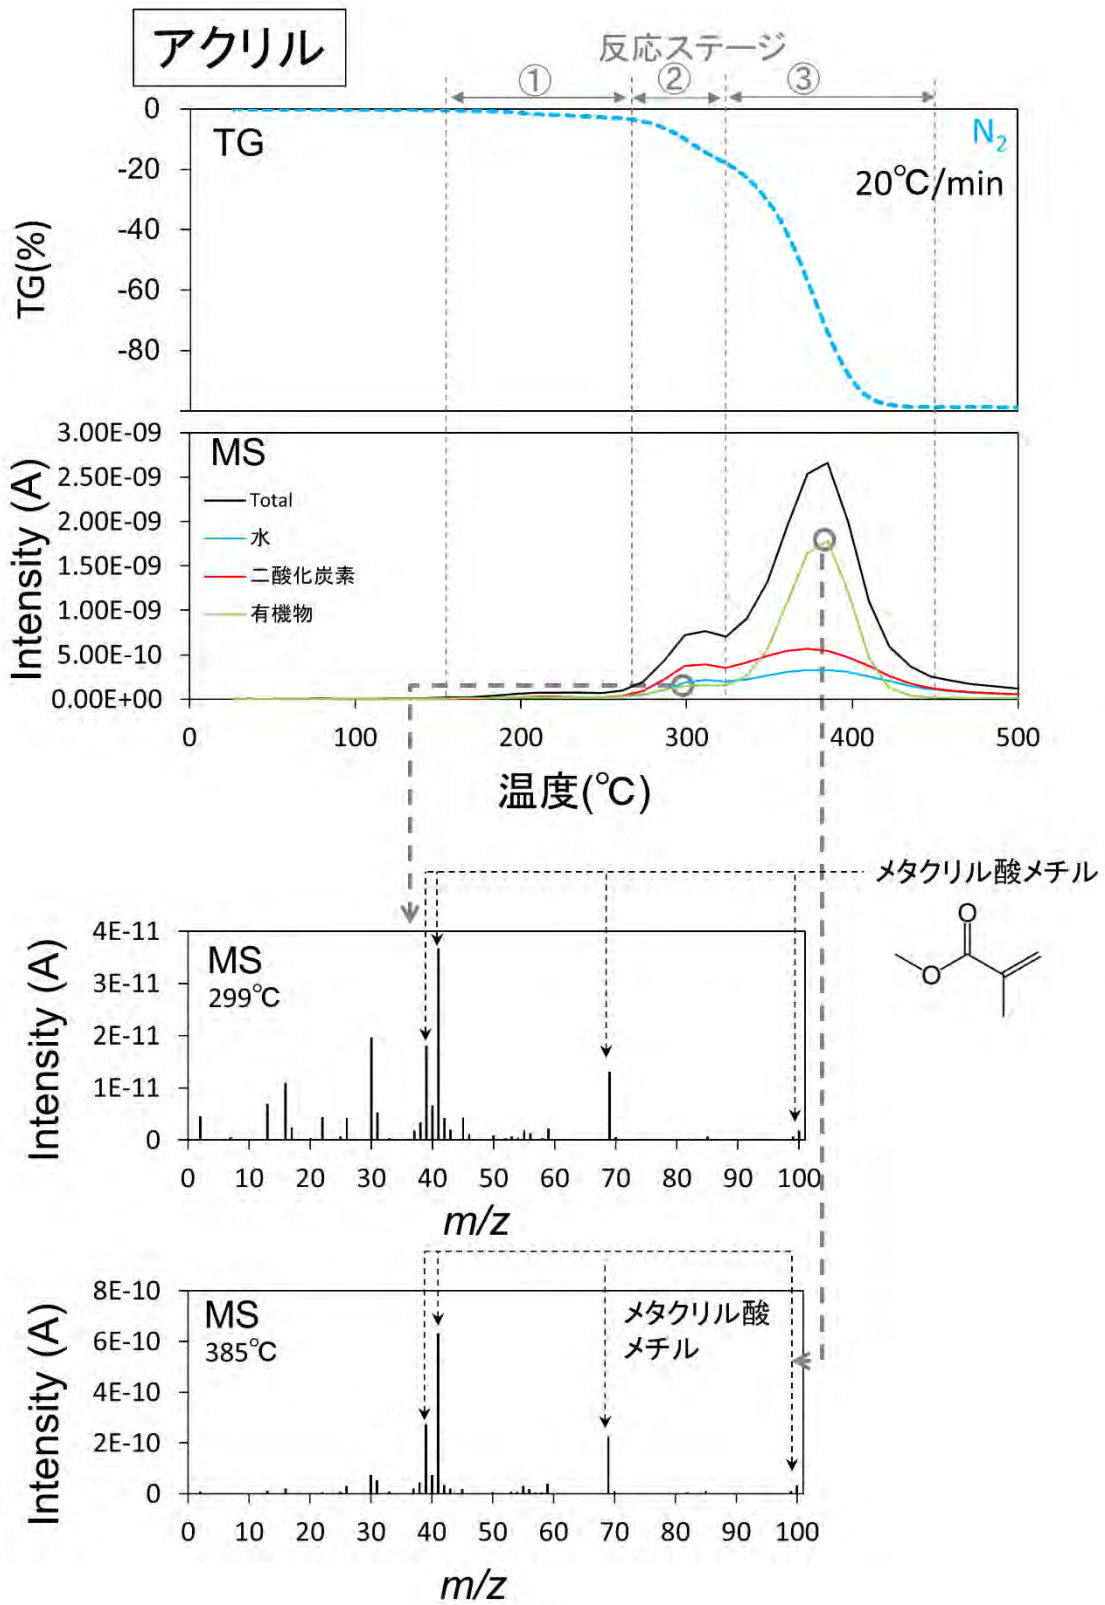 アクリル
反応ステージ
① ② ③
TG
N₂
20℃/min
TG(%)
0
-20
-40
-60
-80
MS
Total
水
二酸化炭素
有機物
Intensity (A)
3.00E-09
2.50E-09
2.00E-09
1.50E-09
1.00E-09
5.00E-10
0.00E+00
0 100 200 300 400 500
温度(℃)
メタクリル酸メチル
O
O
MS
299℃
Intensity (A)
4E-11
3E-11
2E-11
1E-11
0
0 10 20 30 40 50 60 70 80 90 100
m/z
MS
385℃
メタクリル酸
メチル
Intensity (A)
8E-10
6E-10
4E-10
2E-10
0
0 10 20 30 40 50 60 70 80 90 100
m/z